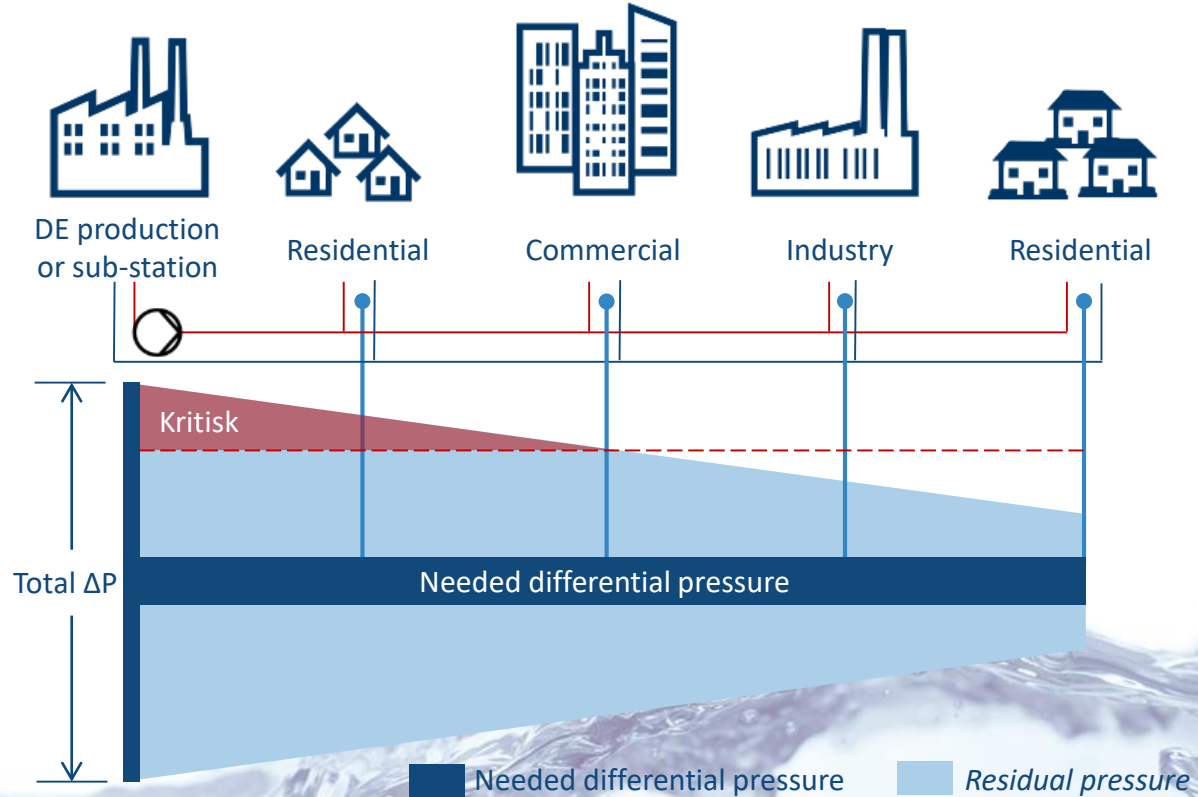 DE production
or sub-station
Residential
Commercial
Industry
Residential
Kritisk
Total ΔP
Needed differential pressure
Needed differential pressure
Residual pressure